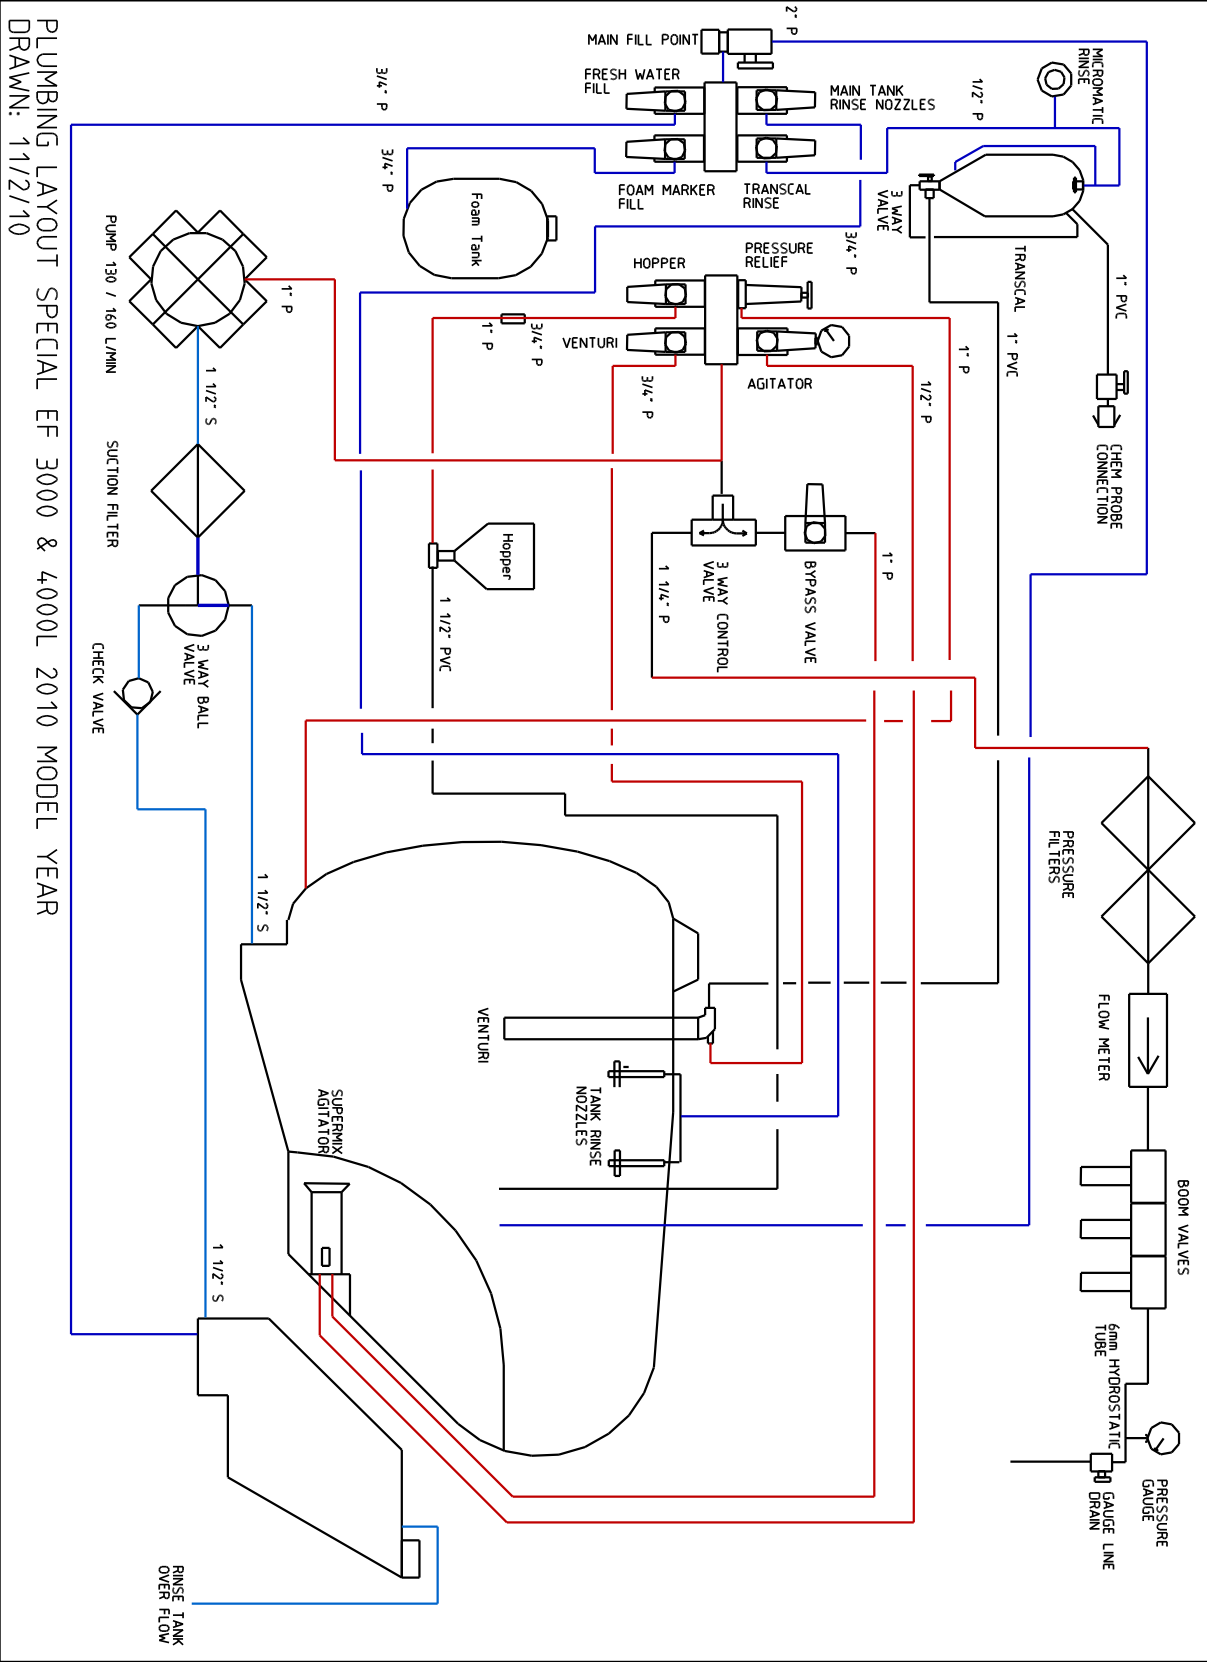 PLUMBING LAYOUT SPECIAL EF 3000 & 4000L 2010 MODEL YEAR
DRAWN: 11/2/10
2" P
MAIN FILL POINT
FRESH WATER
FILL
MAIN TANK
RINSE NOZZLES
MICROMATIC
RINSE
1/2" P
3/4" P
3/4" P
FOAM MARKER
FILL
TRANSCAL
RINSE
3 WAY
VALVE
TRANSCAL
Foam Tank
3/4" P
HOPPER
PRESSURE
RELIEF
1" PVC
1" PVC
PUMP 130 / 160 L/MIN
1" P
1" P
3/4" P
VENTURI
AGITATOR
3/4" P
1/2" P
1" P
1 1/2" S
SUCTION FILTER
CHEM PROBE
CONNECTION
Hopper
1 1/2" PVC
1 1/4" P
3 WAY CONTROL
VALVE
BYPASS VALVE
1" P
3 WAY BALL
VALVE
CHECK VALVE
1 1/2" S
PRESSURE
FILTERS
FLOW METER
VENTURI
TANK RINSE
NOZZLES
SUPERMIX
AGITATOR
BOOM VALVES
1 1/2" S
6mm HYDROSTATIC
TUBE
PRESSURE
GAUGE
GAUGE LINE
DRAIN
RINSE TANK
OVER FLOW